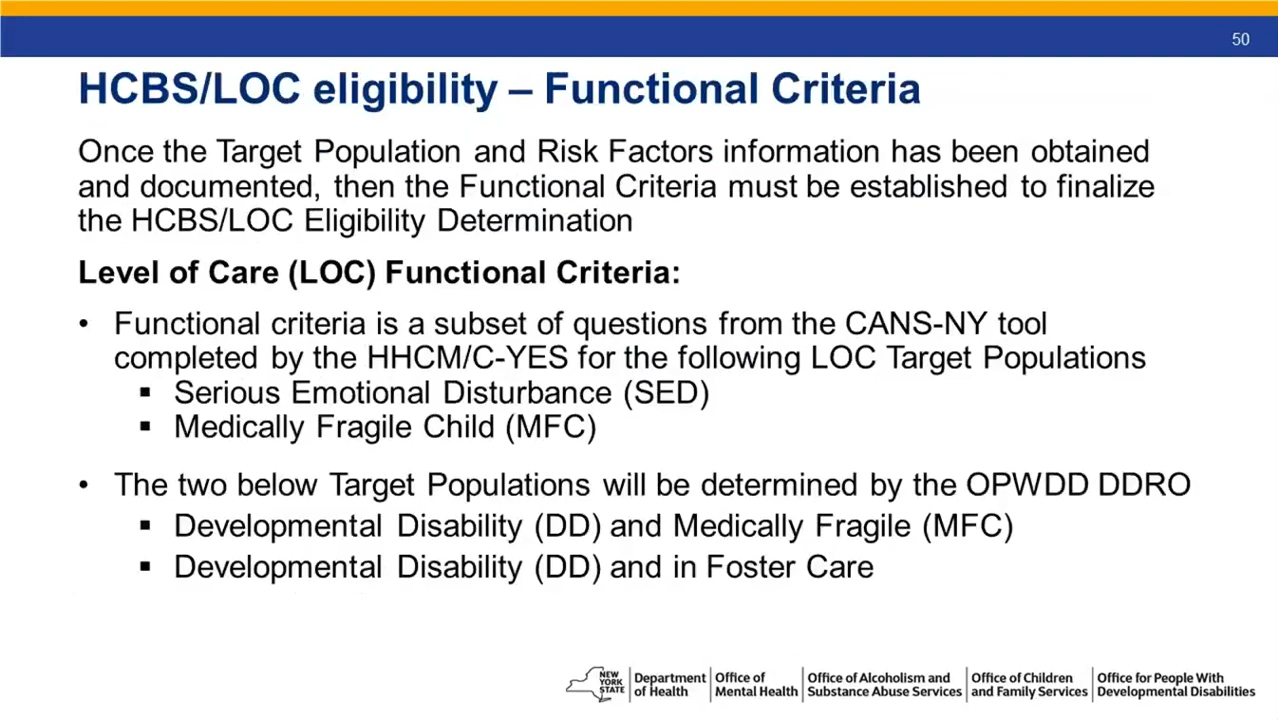 50
HCBS/LOC eligibility – Functional Criteria
Once the Target Population and Risk Factors information has been obtained
and documented, then the Functional Criteria must be established to finalize
the HCBS/LOC Eligibility Determination
Level of Care (LOC) Functional Criteria:
• Functional criteria is a subset of questions from the CANS-NY tool
completed by the HHCM/C-YES for the following LOC Target Populations
▪ Serious Emotional Disturbance (SED)
▪ Medically Fragile Child (MFC)
• The two below Target Populations will be determined by the OPWDD DDRO
▪ Developmental Disability (DD) and Medically Fragile (MFC)
▪ Developmental Disability (DD) and in Foster Care
NEW
YORK
STATE
Department
of Health
Office of
Mental Health
Office of Alcoholism and
Substance Abuse Services
Office of Children
and Family Services
Office for People With
Developmental Disabilities